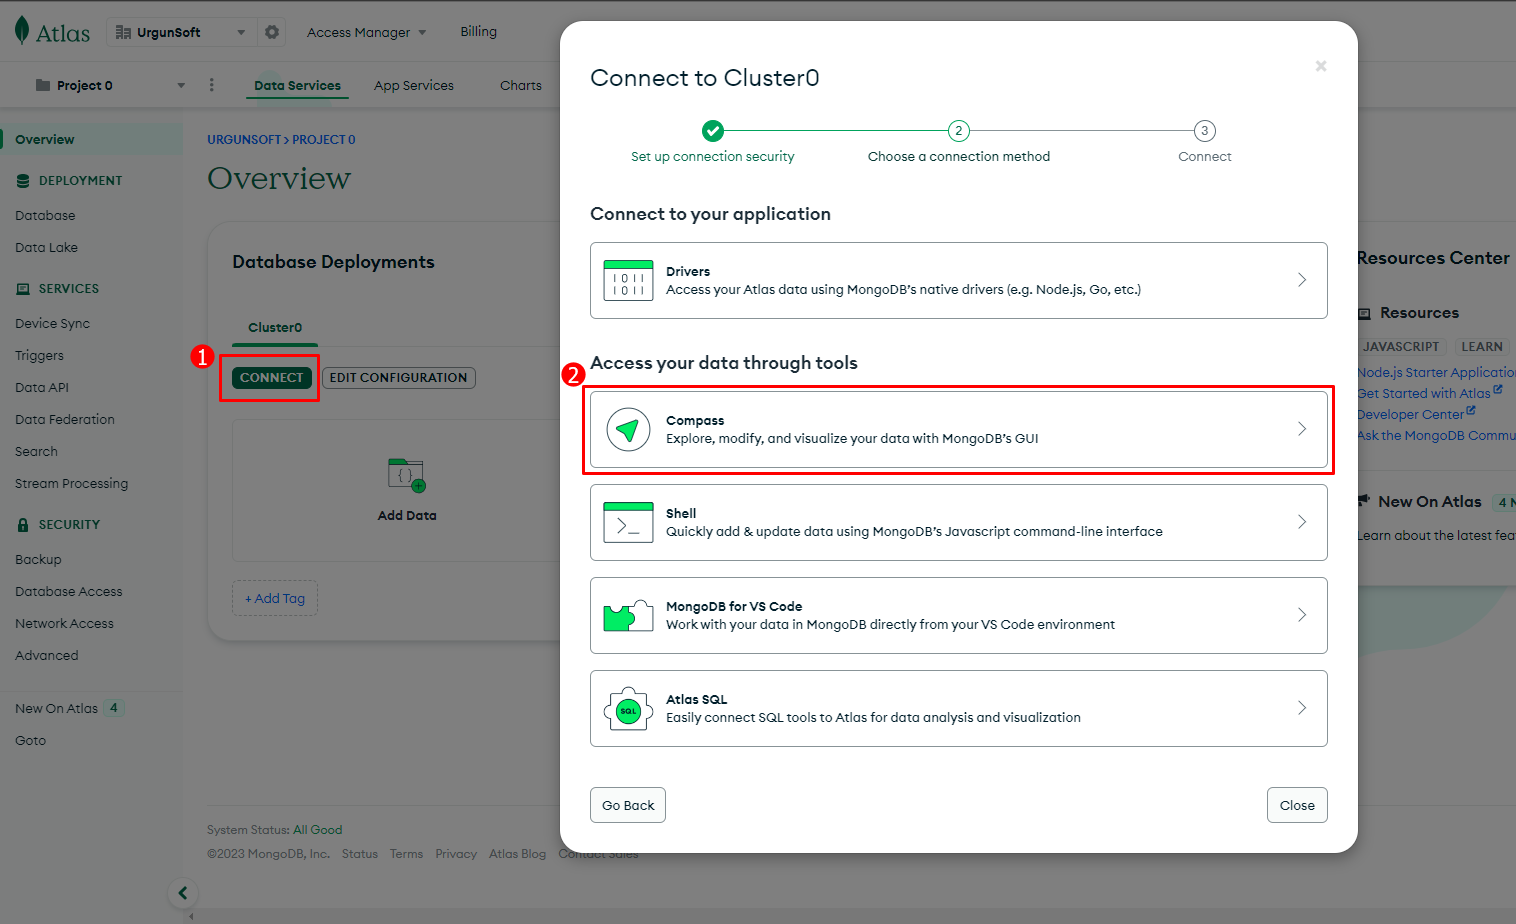 Atlas
UrgunSoft
Access Manager
Billing
Project 0
Data Services
App Services
Charts
Overview
DEPLOYMENT
Database
Data Lake
SERVICES
Device Sync
Triggers
Data API
Data Federation
Search
Stream Processing
SECURITY
Backup
Database Access
Network Access
Advanced
New On Atlas 4
Goto
URGUNSOFT > PROJECT 0
Overview
Database Deployments
Cluster0
1
CONNECT
EDIT CONFIGURATION
{ }
Add Data
+ Add Tag
System Status: All Good
©2023 MongoDB, Inc. Status Terms Privacy Atlas Blog Contact Sales
Connect to Cluster0
2
3
Set up connection security
Choose a connection method
Connect
Connect to your application
1011
1011
Drivers
Access your Atlas data using MongoDB's native drivers (e.g. Node.js, Go, etc.)
Access your data through tools
2
Compass
Explore, modify, and visualize your data with MongoDB's GUI
>_
Shell
Quickly add & update data using MongoDB's Javascript command-line interface
MongoDB for VS Code
Work with your data in MongoDB directly from your VS Code environment
SQL
Atlas SQL
Easily connect SQL tools to Atlas for data analysis and visualization
Go Back
Close
Resources Center
Resources
JAVASCRIPT
LEARN
Node.js Starter Applicatio
Get Started with Atlas
Developer Center
Ask the MongoDB Commu
New On Atlas
4 N
Learn about the latest fea